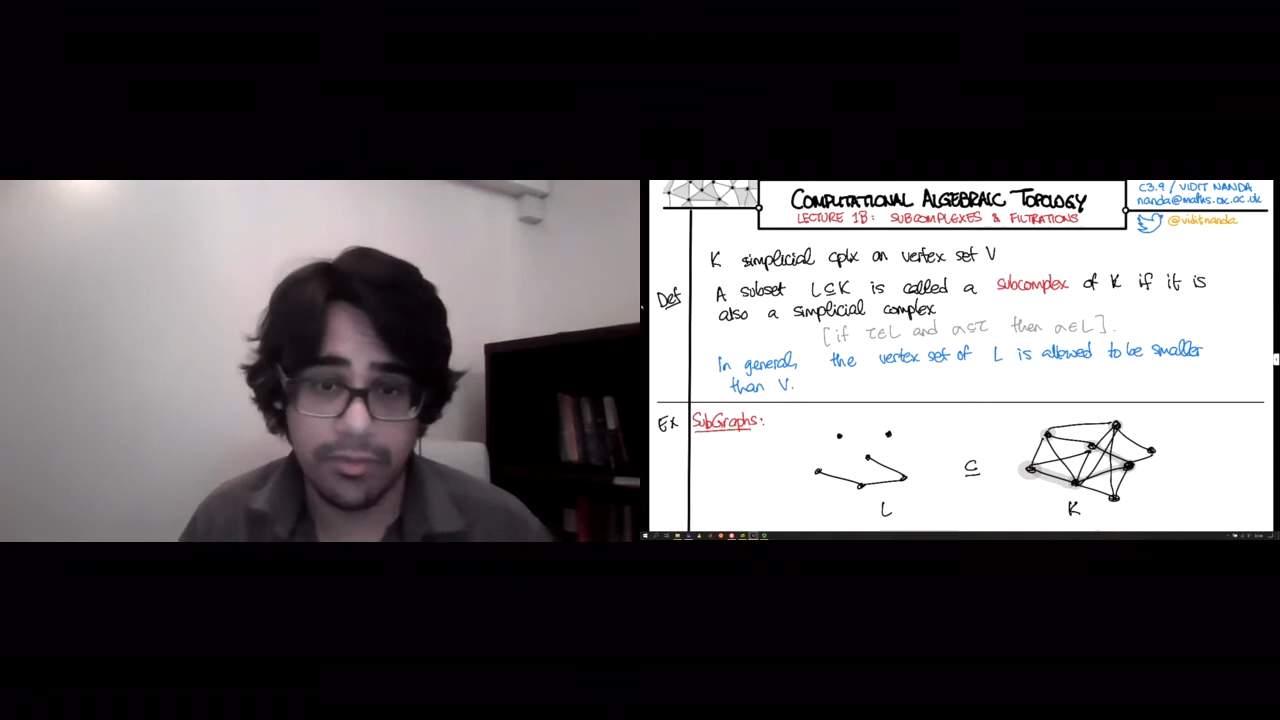 COMPUTATIONAL ALGEBRAIC TOPOLOGY
LECTURE 1B: SUBCOMPLEXES & FILTRATIONS
C3.9 / VIDIT NANDA
nanda@maths.ox.ac.uk
@viditnanda
K simplicial cplx on vertex set V
Def A subset L⊆K is called a subcomplex of K if it is
also a simplicial complex
[if τ∈L and σ⊆τ then σ∈L].
In general, the vertex set of L is allowed to be smaller
than V.
Ex SubGraphs:
⊆
L K